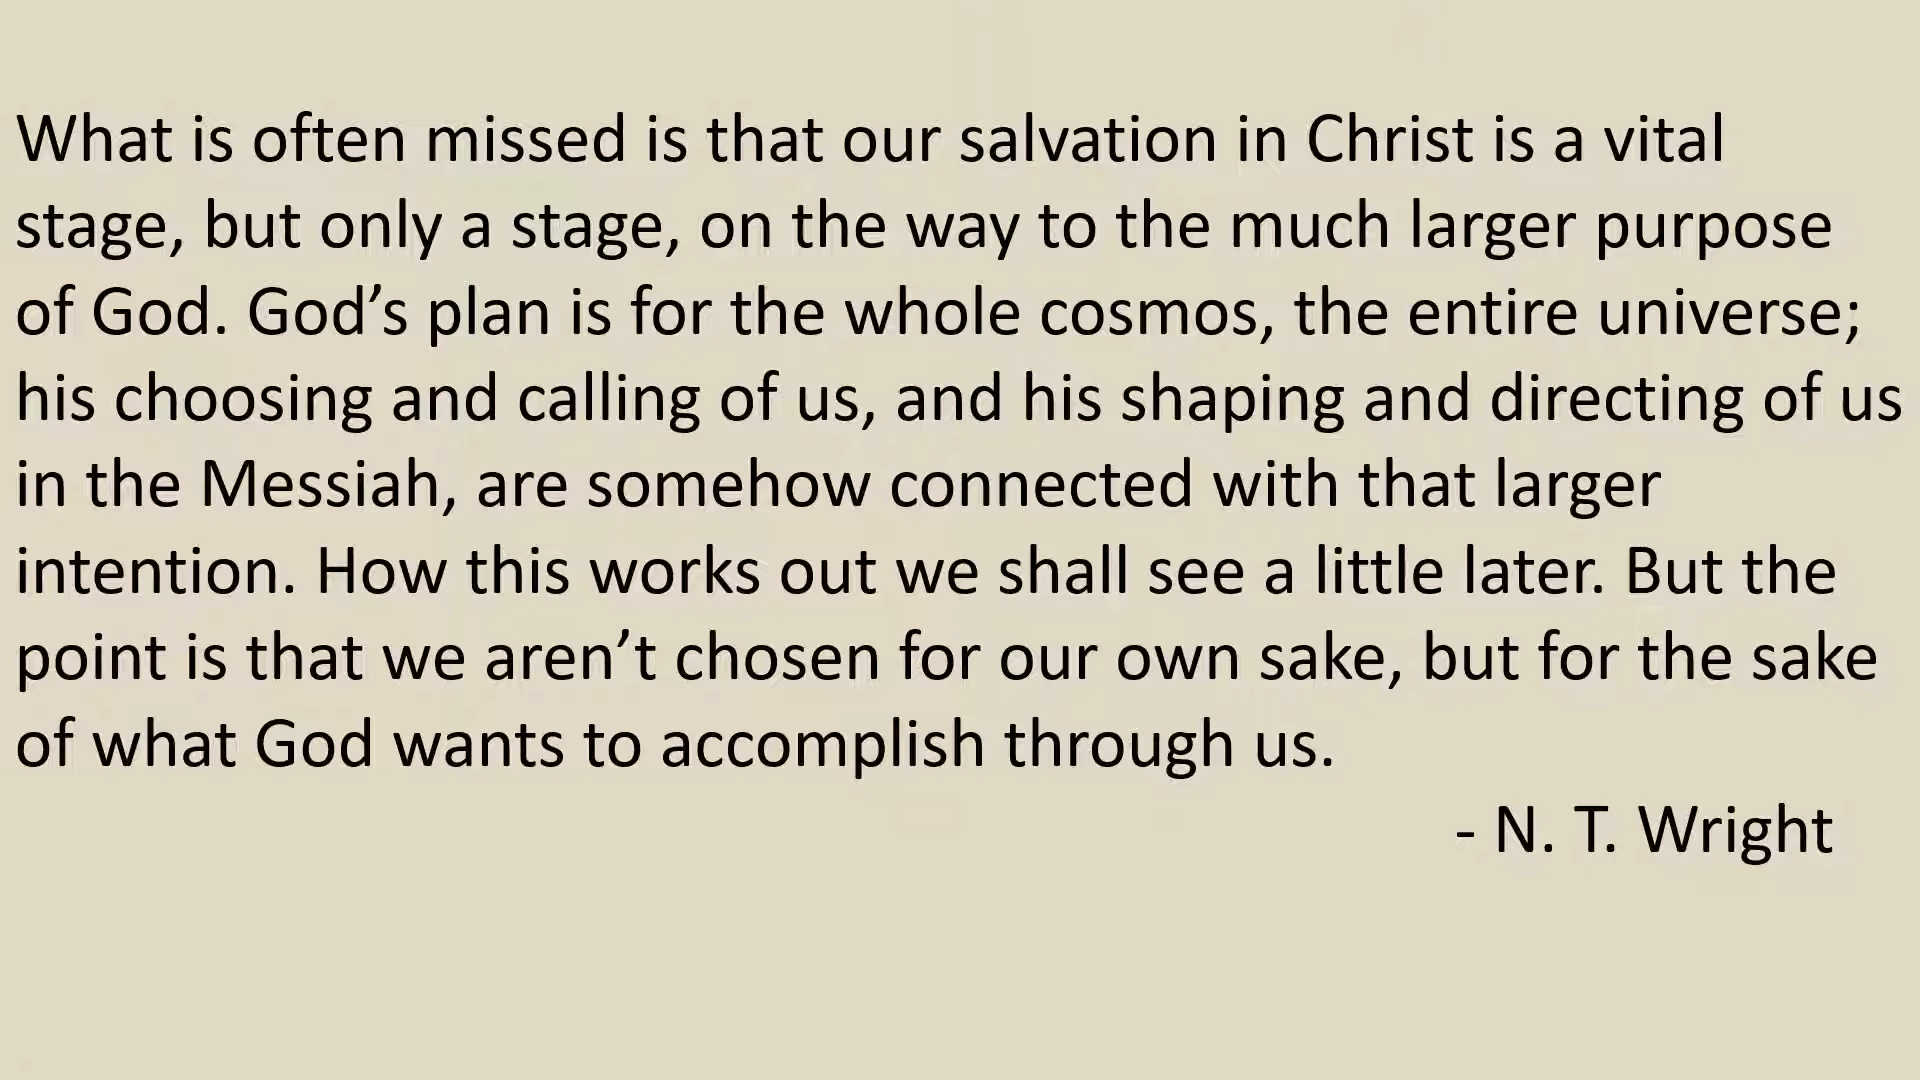 What is often missed is that our salvation in Christ is a vital
stage, but only a stage, on the way to the much larger purpose
of God. God’s plan is for the whole cosmos, the entire universe;
his choosing and calling of us, and his shaping and directing of us
in the Messiah, are somehow connected with that larger
intention. How this works out we shall see a little later. But the
point is that we aren’t chosen for our own sake, but for the sake
of what God wants to accomplish through us.
- N. T. Wright